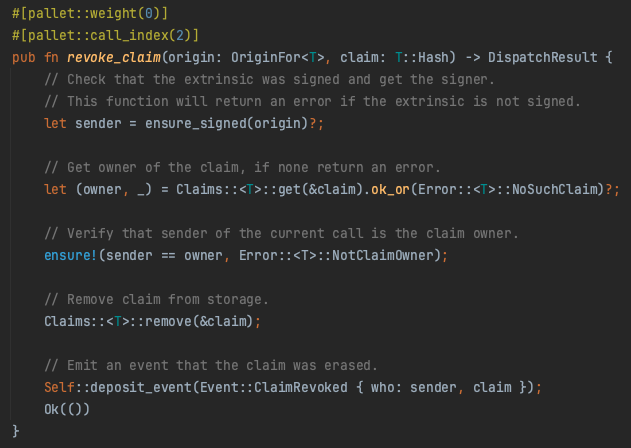 #[pallet::weight(0)]
#[pallet::call_index(2)]
pub fn revoke_claim(origin: OriginFor<T>, claim: T::Hash) -> DispatchResult {
    // Check that the extrinsic was signed and get the signer.
    // This function will return an error if the extrinsic is not signed.
    let sender = ensure_signed(origin)?;

    // Get owner of the claim, if none return an error.
    let (owner, _) = Claims::<T>::get(&claim).ok_or(Error::<T>::NoSuchClaim)?;

    // Verify that sender of the current call is the claim owner.
    ensure!(sender == owner, Error::<T>::NotClaimOwner);

    // Remove claim from storage.
    Claims::<T>::remove(&claim);

    // Emit an event that the claim was erased.
    Self::deposit_event(Event::ClaimRevoked { who: sender, claim });
    Ok(())
}